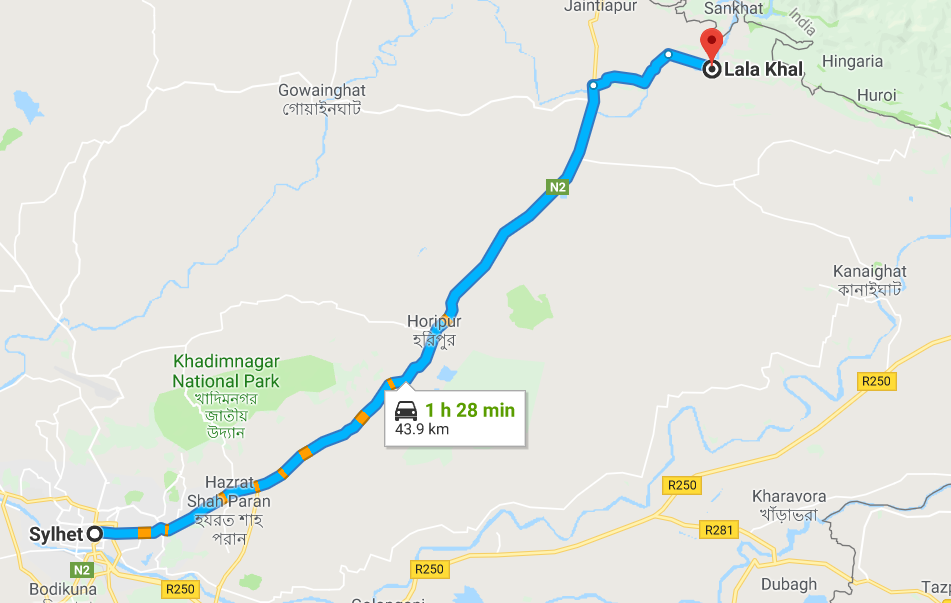 Jaintiapur
Sankhat
India
Lala Khal
Hingaria
Huroi
Gowainghat
গোয়াইনঘাট
N2
Kanaighat
কানাইঘাট
Horipur
হরিপুর
Khadimnagar
National Park
খাদিমনগর
জাতীয়
উদ্যান
R250
1 h 28 min
43.9 km
Hazrat
Shah Paran
হযরত শাহ
পরান
R250
Kharavora
খাঁড়াভরা
Sylhet
R281
N2
R250
Bodikuna
R250
Dubagh